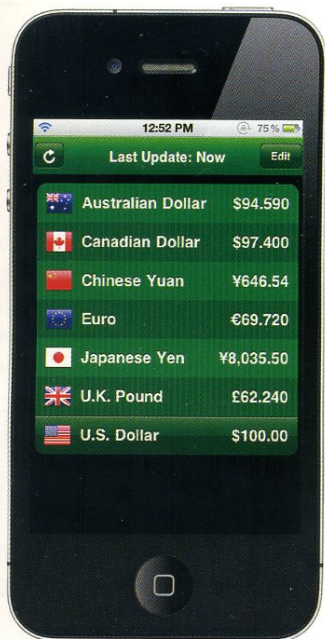 12:52 PM 75%
Last Update: Now Edit
Australian Dollar $94.590
Canadian Dollar $97.400
Chinese Yuan ¥646.54
Euro €69.720
Japanese Yen ¥8,035.50
U.K. Pound £62.240
U.S. Dollar $100.00